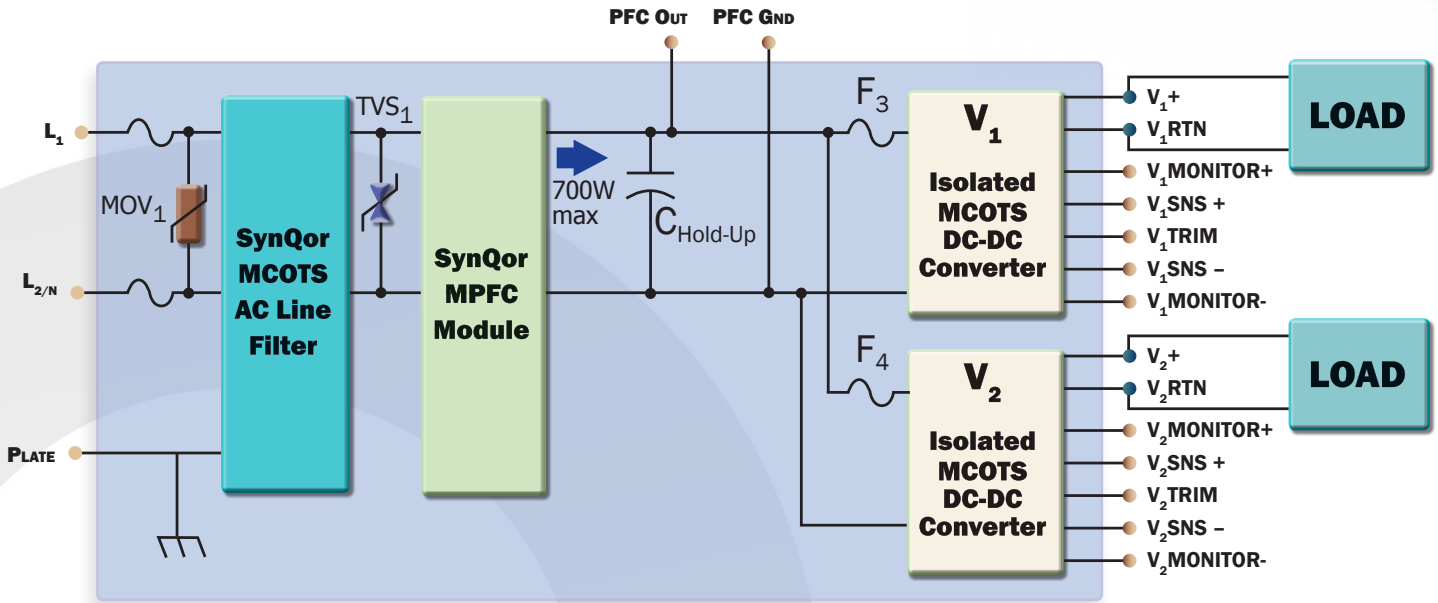 PFC OUT
PFC GND
L₁
MOV₁
L₂/N
PLATE
SynQor
MCOTS
AC Line
Filter
TVS₁
SynQor
MPFC
Module
700W
max
C Hold-Up
F₃
V₁
Isolated
MCOTS
DC-DC
Converter
V₁+
V₁RTN
V₁MONITOR+
V₁SNS +
V₁TRIM
V₁SNS –
V₁MONITOR-
LOAD
F₄
V₂
Isolated
MCOTS
DC-DC
Converter
V₂+
V₂RTN
V₂MONITOR+
V₂SNS +
V₂TRIM
V₂SNS –
V₂MONITOR-
LOAD